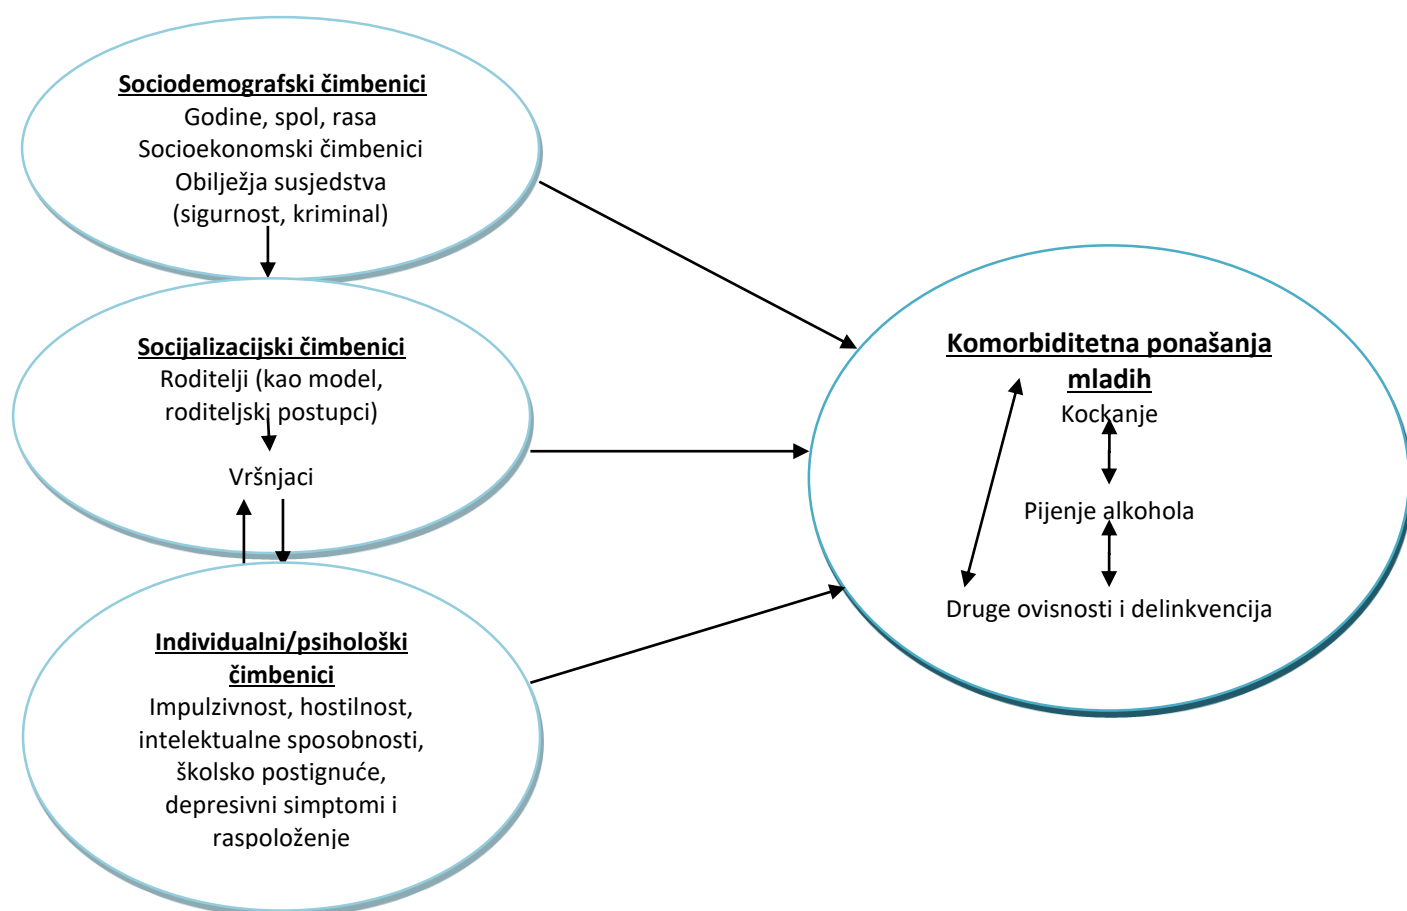 Sociodemografski čimbenici
Godine, spol, rasa
Socioekonomski čimbenici
Obilježja susjedstva
(sigurnost, kriminal)
Socijalizacijski čimbenici
Roditelji (kao model,
roditeljski postupci)
Vršnjaci
Individualni/psihološki
čimbenici
Impulzivnost, hostilnost,
intelektualne sposobnosti,
školsko postignuće,
depresivni simptomi i
raspoloženje
Komorbiditetna ponašanja
mladih
Kockanje
Pijenje alkohola
Druge ovisnosti i delinkvencija